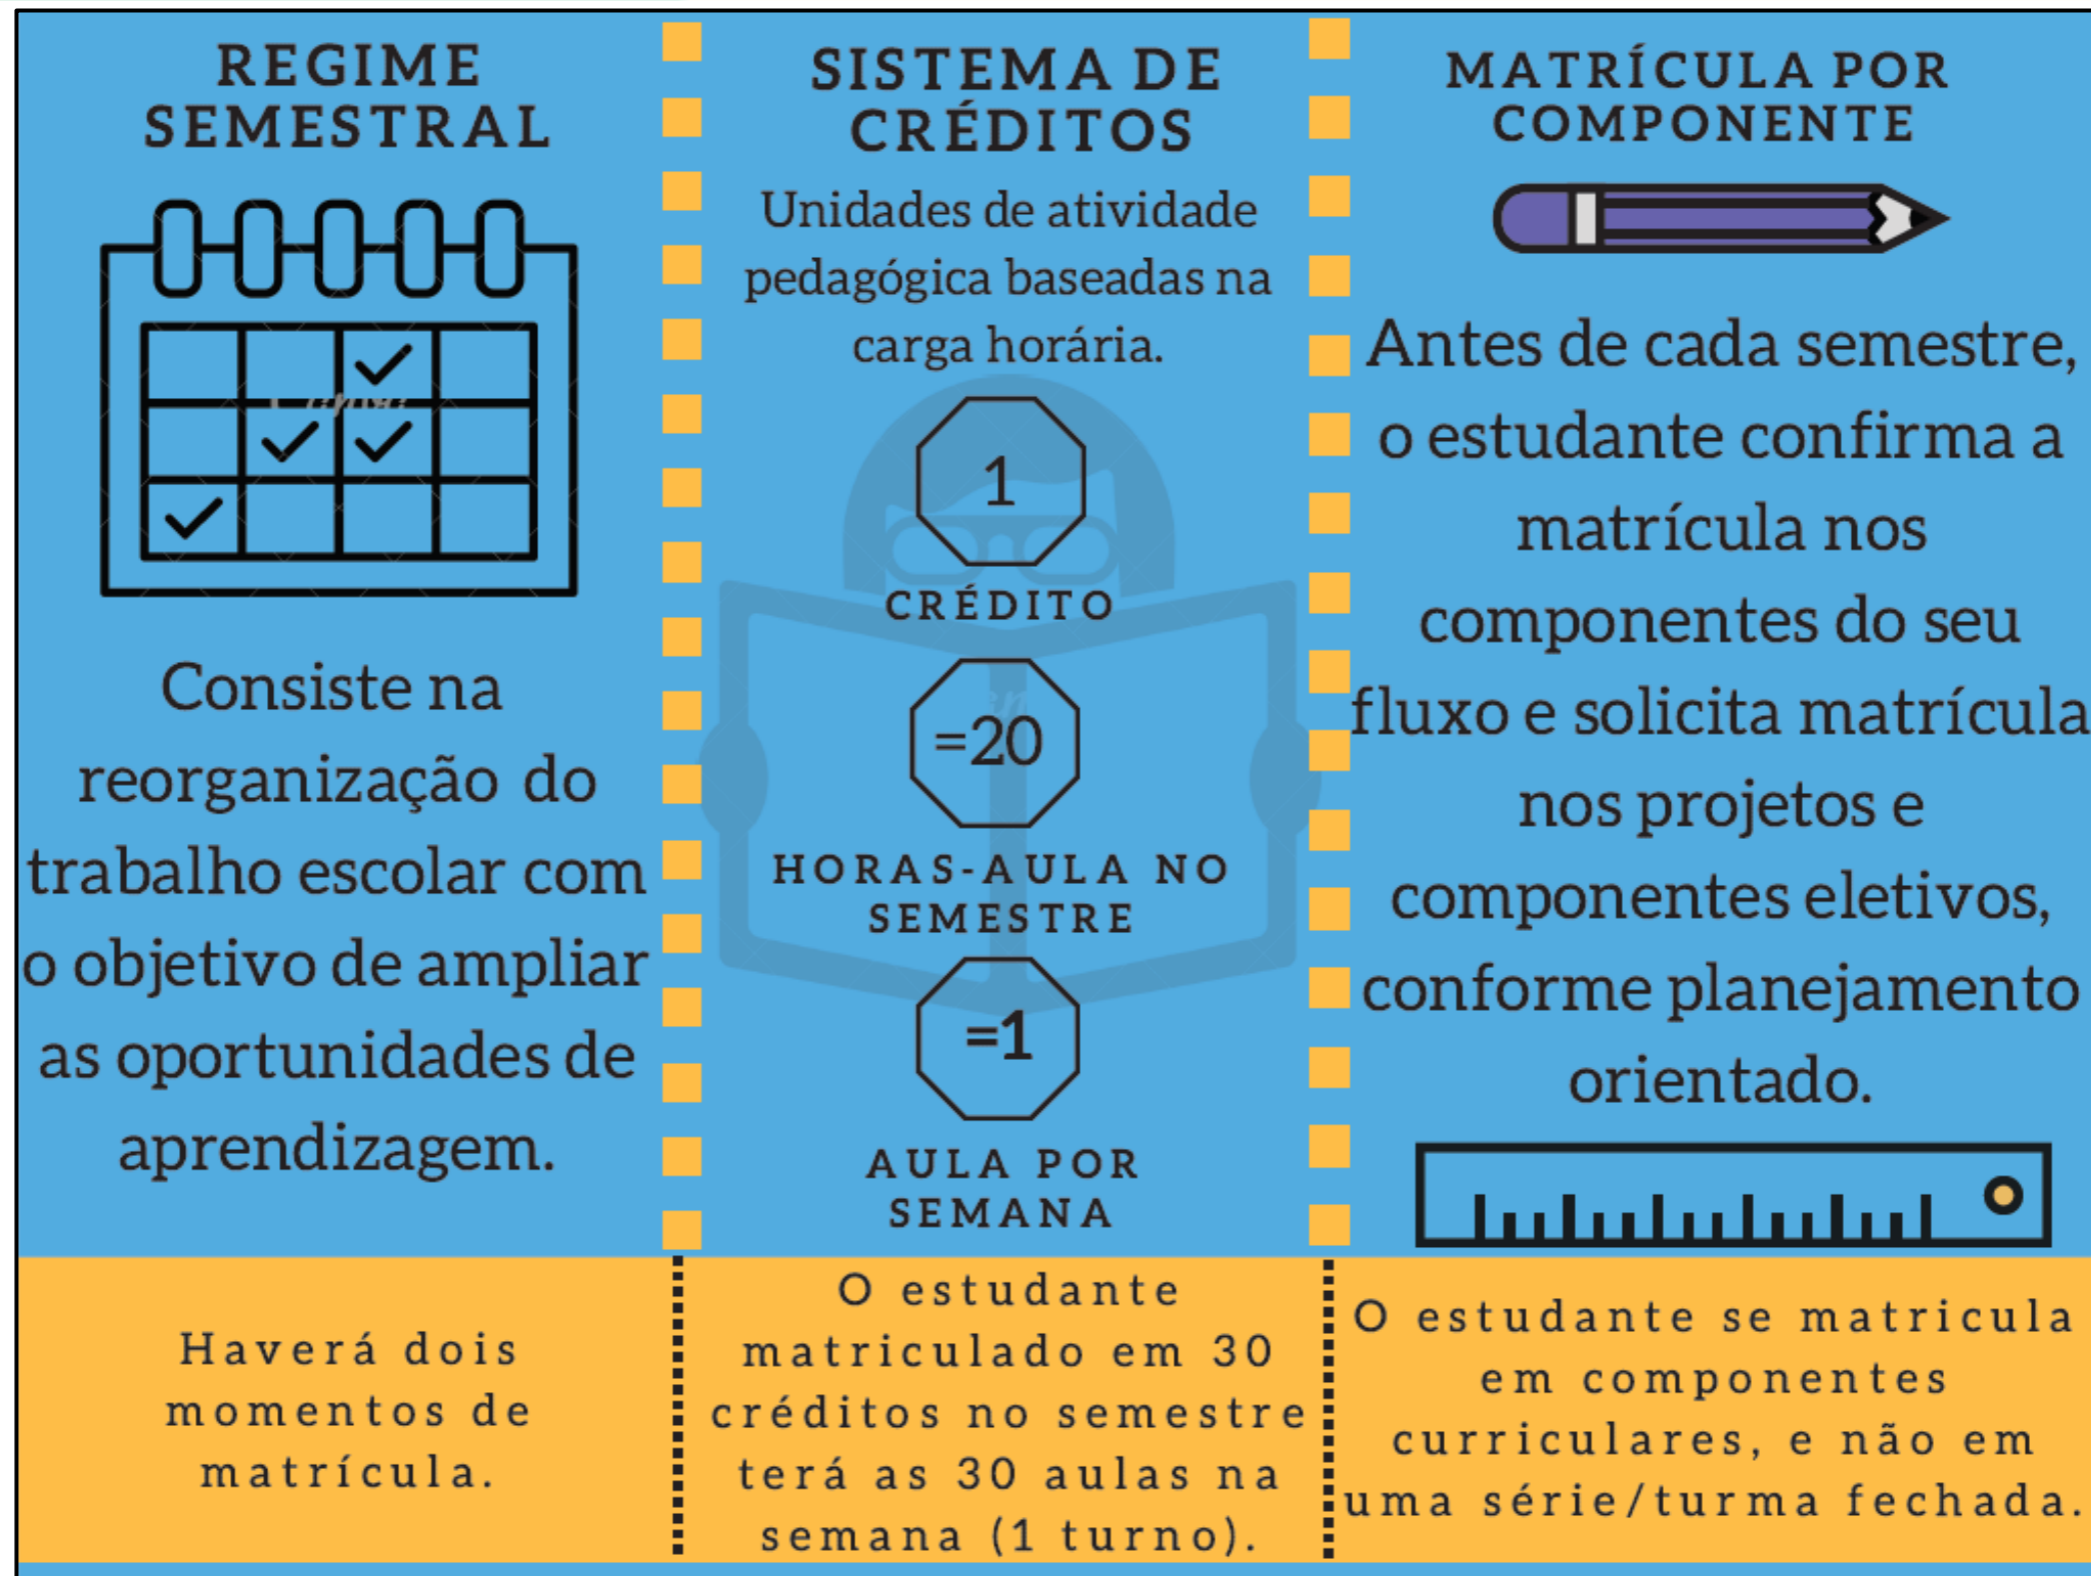 REGIME
SEMESTRAL
Consiste na
reorganização do
trabalho escolar com
o objetivo de ampliar
as oportunidades de
aprendizagem.
Haverá dois
momentos de
matrícula.
SISTEMA DE
CRÉDITOS
Unidades de atividade
pedagógica baseadas na
carga horária.
1
CRÉDITO
=20
HORAS-AULA NO
SEMESTRE
=1
AULA POR
SEMANA
O estudante
matriculado em 30
créditos no semestre
terá as 30 aulas na
semana (1 turno).
MATRÍCULA POR
COMPONENTE
Antes de cada semestre,
o estudante confirma a
matrícula nos
componentes do seu
fluxo e solicita matrícula
nos projetos e
componentes eletivos,
conforme planejamento
orientado.
O estudante se matricula
em componentes
curriculares, e não em
uma série/turma fechada.